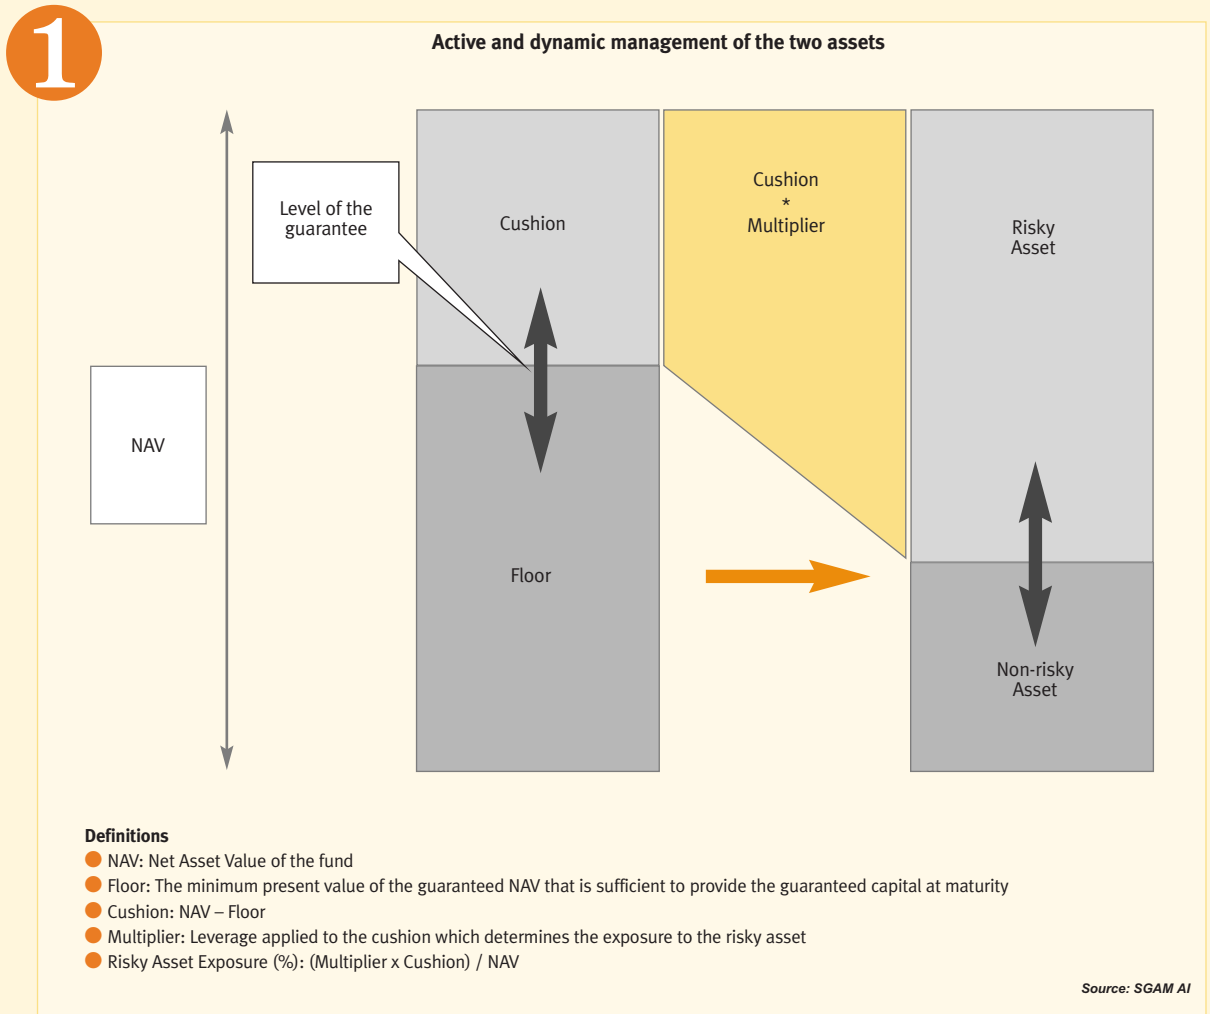 1
Active and dynamic management of the two assets
Level of the
guarantee
Cushion
Cushion
*
Multiplier
Risky
Asset
NAV
Floor
Non-risky
Asset
Definitions
NAV: Net Asset Value of the fund
Floor: The minimum present value of the guaranteed NAV that is sufficient to provide the guaranteed capital at maturity
Cushion: NAV – Floor
Multiplier: Leverage applied to the cushion which determines the exposure to the risky asset
Risky Asset Exposure (%): (Multiplier x Cushion) / NAV
Source: SGAM AI